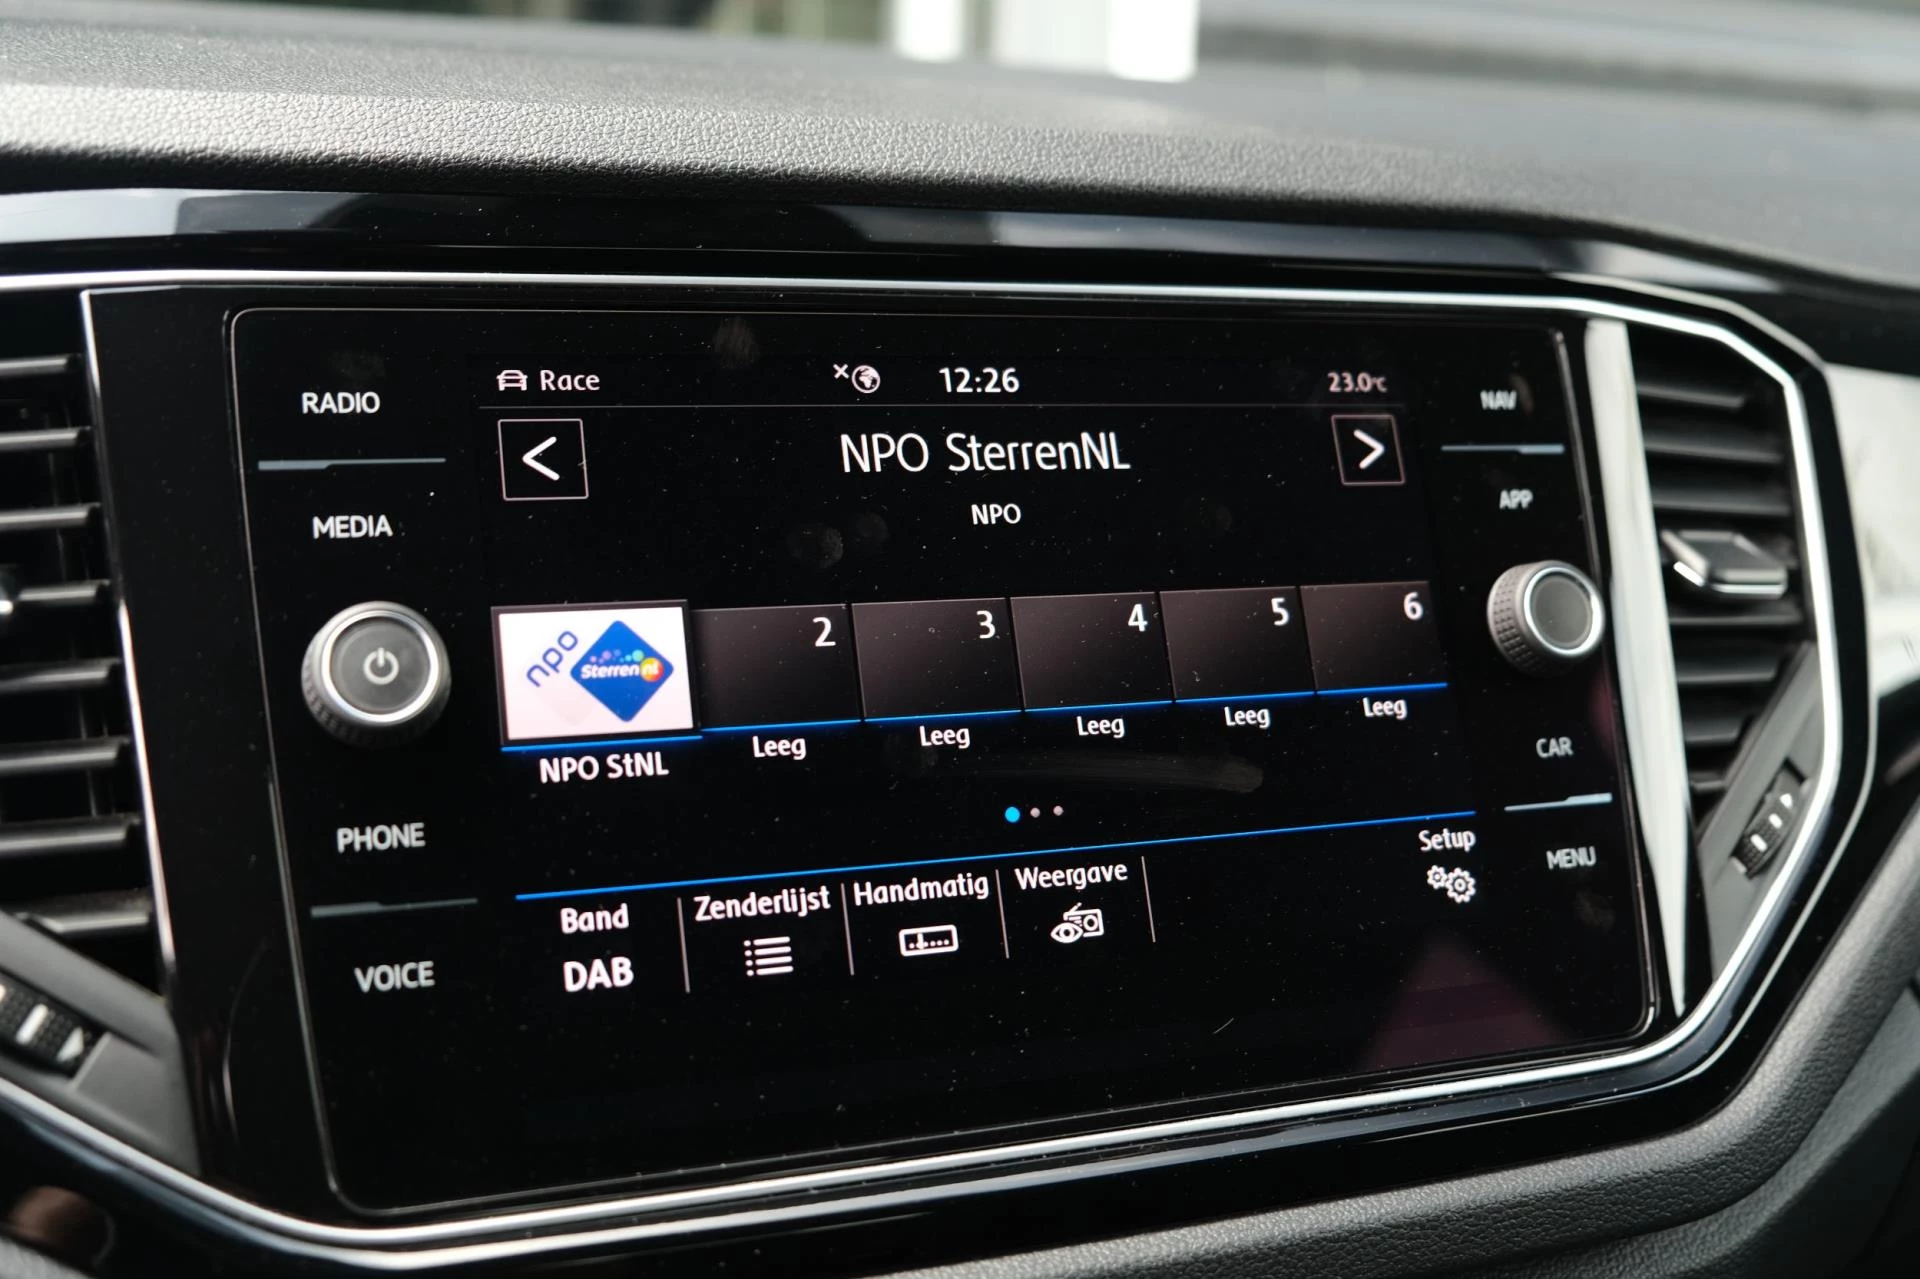 RADIO
MEDIA
PHONE
VOICE
Race
12:26
23.0°C
NPO SterrenNL
NPO
npo Sterren nl
2
3
4
5
6
NPO StNL
Leeg
Leeg
Leeg
Leeg
Leeg
Band
DAB
Zenderlijst
Handmatig
Weergave
Setup
NAV
APP
CAR
MENU